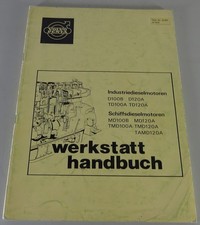 Industriedieselmotoren
D100B D120A
TD100A TD120A
Schiffsdieselmotoren
MD100B MD120A
TMD100A TMD120A
TAMD120A
werkstatt
handbuch